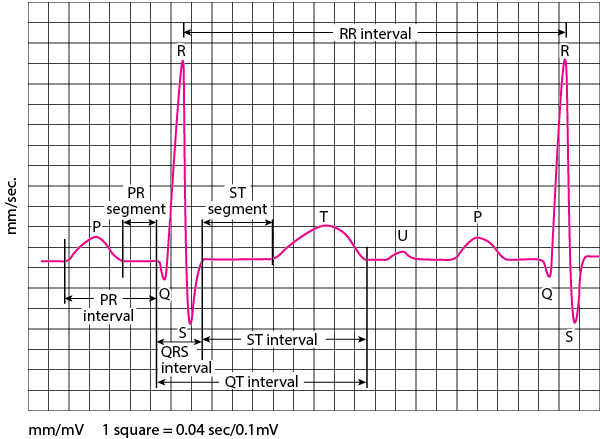 RR interval
R
R
PR
segment
ST
segment
P
T
U
P
mm/sec.
PR
interval
Q
S
QRS
interval
ST interval
QT interval
Q
S
mm/mV 1 square = 0.04 sec/0.1mV